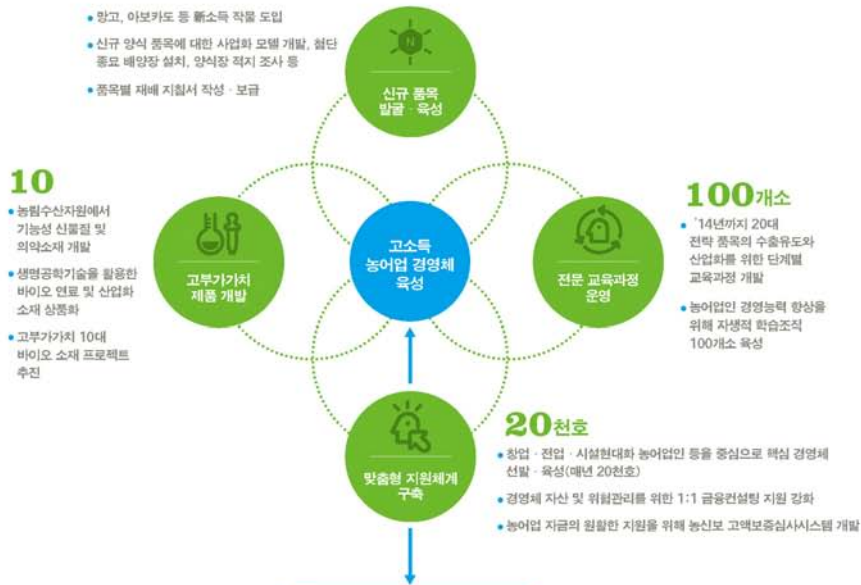 • 망고, 아보카도 등 新소득 작물 도입
• 신규 양식 품목에 대한 사업화 모델 개발, 첨단
종묘 배양장 설치, 양식장 적지 조사 등
• 품목별 재배 지침서 작성 · 보급
N
신규 품목
발굴 · 육성
10
• 농림수산자원에서
기능성 신물질 및
의약소재 개발
• 생명공학기술을 활용한
바이오 연료 및 산업화
소재 상품화
• 고부가가치 10대
바이오 소재 프로젝트
추진
고부가가치
제품 개발
고소득
농어업 경영체
육성
전문 교육과정
운영
100개소
• '14년까지 20대
전략 품목의 수출유도와
산업화를 위한 단계별
교육과정 개발
• 농어업인 경영능력 향상을
위해 자생적 학습조직
100개소 육성
맞춤형 지원체계
구축
20천호
• 창업 · 전업 · 시설현대화 농어업인 등을 중심으로 핵심 경영체
선발 · 육성(매년 20천호)
• 경영체 자산 및 위험관리를 위한 1:1 금융컨설팅 지원 강화
• 농어업 자금의 원활한 지원을 위해 농신보 고액보증심사시스템 개발